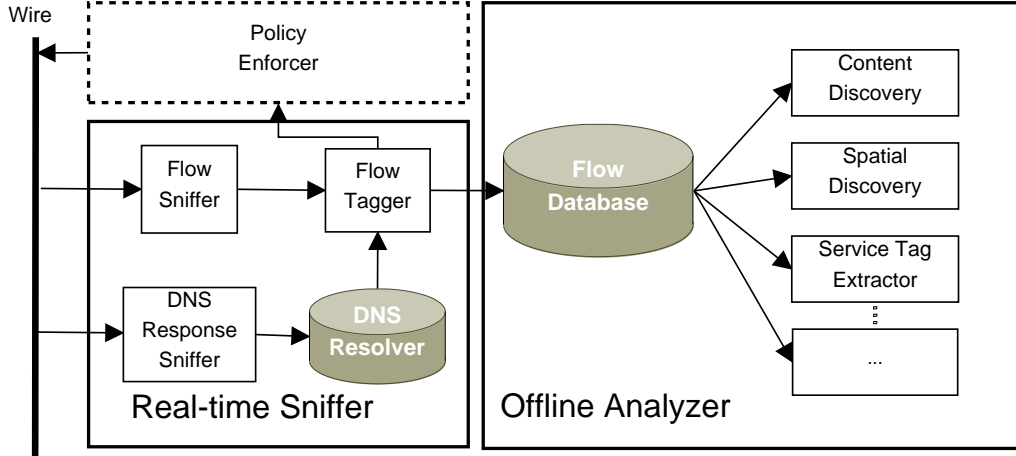 Wire
Policy
Enforcer
Flow
Sniffer
Flow
Tagger
DNS
Response
Sniffer
DNS
Resolver
Real-time Sniffer
Flow
Database
Content
Discovery
Spatial
Discovery
Service Tag
Extractor
...
Offline Analyzer